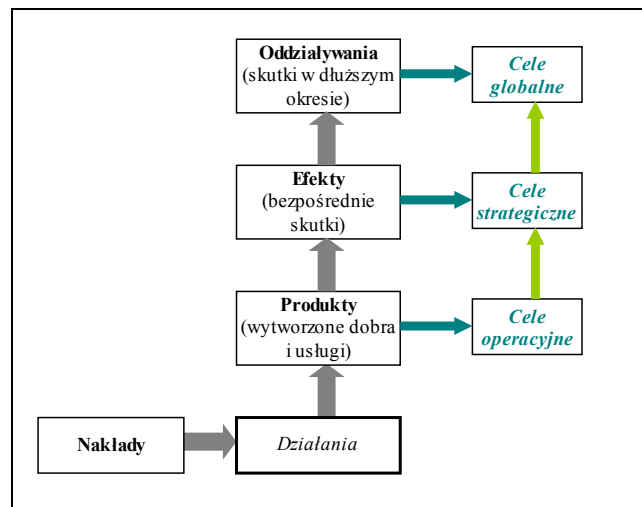 Oddziaływania
(skutki w dłuższym
okresie)
Cele
globalne
Efekty
(bezpośrednie
skutki)
Cele
strategiczne
Produkty
(wytworzone dobra
i usługi)
Cele
operacyjne
Nakłady
Działania